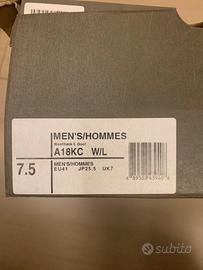 7.5
MEN'S/HOMMES
A18KC W/L
MEN'S/HOMMES
EU41 JP25.5 UK7
subito